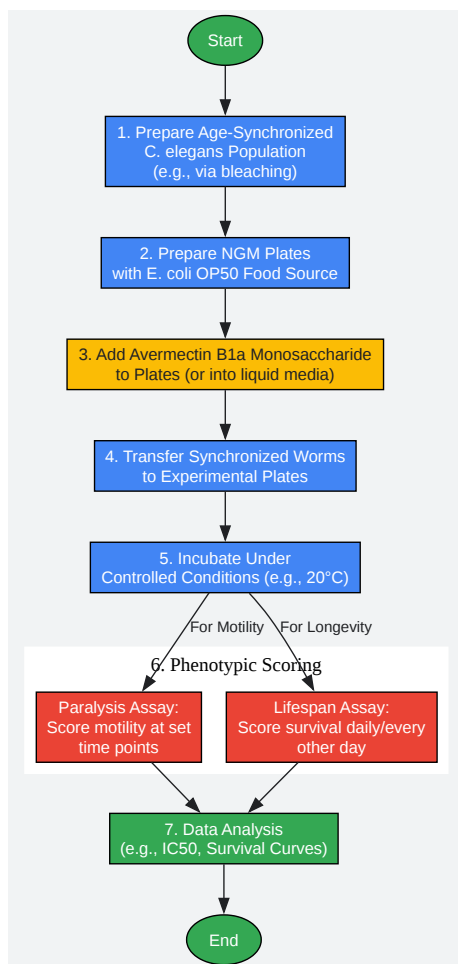 Start
1. Prepare Age-Synchronized
C. elegans Population
(e.g., via bleaching)
2. Prepare NGM Plates
with E. coli OP50 Food Source
3. Add Avermectin B1a Monosaccharide
to Plates (or into liquid media)
4. Transfer Synchronized Worms
to Experimental Plates
5. Incubate Under
Controlled Conditions (e.g., 20°C)
For Motility
For Longevity
6. Phenotypic Scoring
Paralysis Assay:
Score motility at set
time points
Lifespan Assay:
Score survival daily/every
other day
7. Data Analysis
(e.g., IC50, Survival Curves)
End